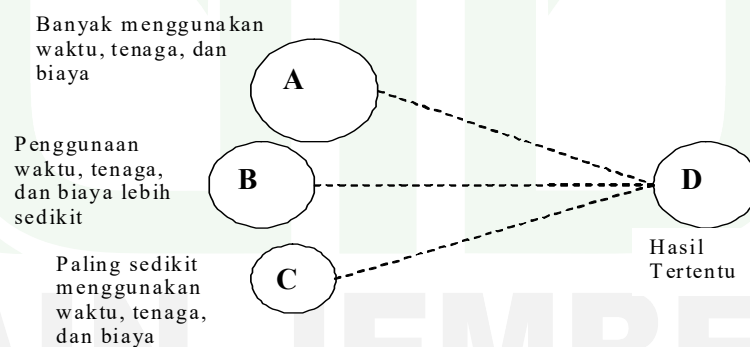 Banyak menggunakan
waktu, tenaga, dan
biaya
A
Penggunaan
waktu, tenaga,
dan biaya lebih
sedikit
B
D
Hasil
Tertentu
Paling sedikit
menggunakan
waktu, tenaga,
dan biaya
C